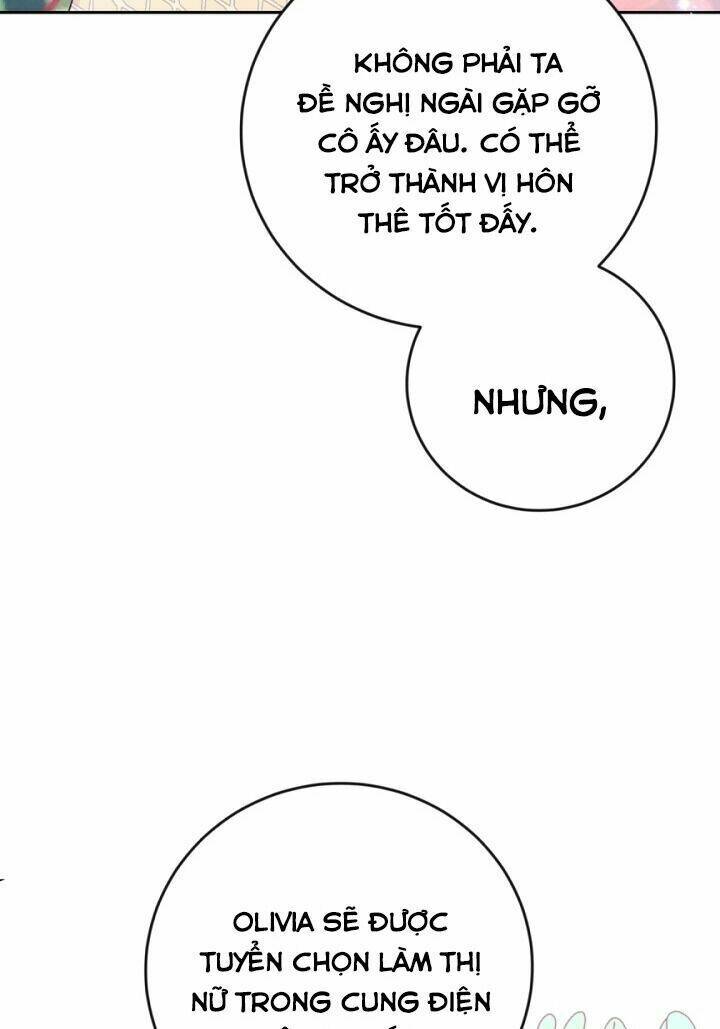 KHÔNG PHẢI TA
ĐỀ NGHỊ NGÀI GẶP GỠ
CÔ ẤY ĐÂU. CÓ THỂ
TRỞ THÀNH VỊ HÔN
THÊ TỐT ĐẤY.
NHƯNG,
OLIVIA SẼ ĐƯỢC
TUYỂN CHỌN LÀM THỊ
NỮ TRONG CUNG ĐIỆN